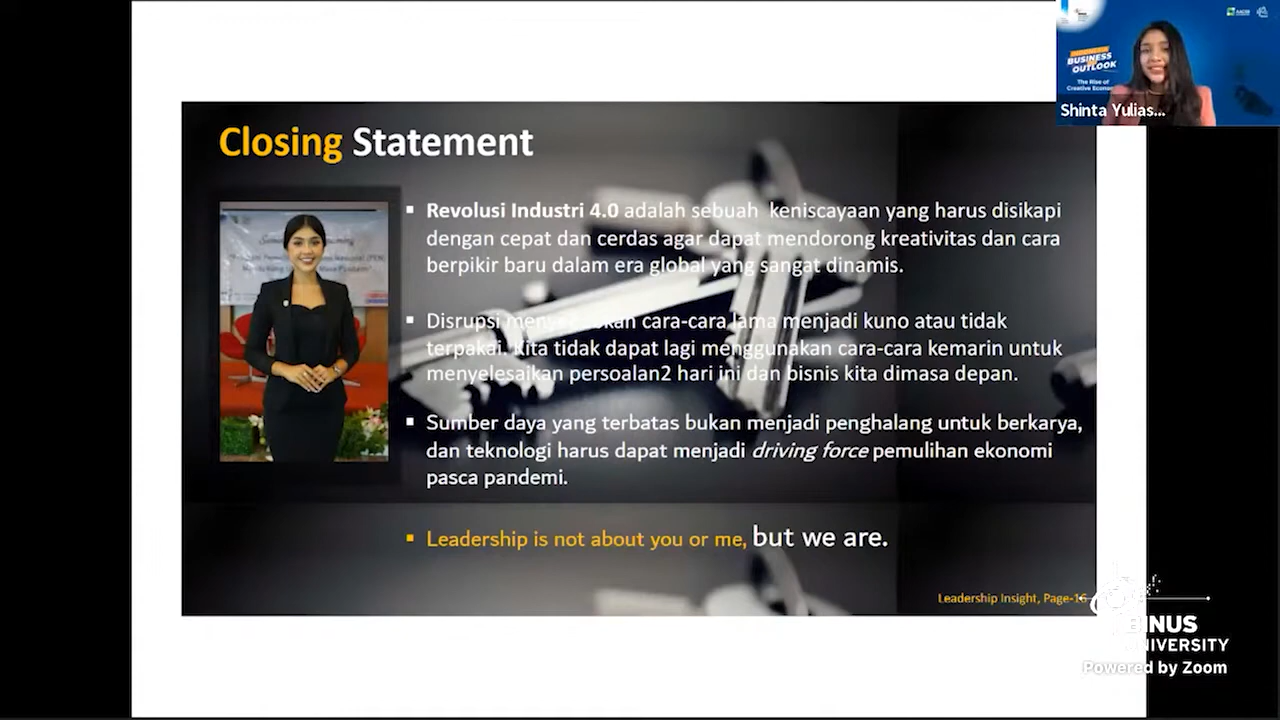 INDONESIA
BUSINESS
OUTLOOK
The Rise of
Creative Econo
Shinta Yulias...
Closing Statement
▪ Revolusi Industri 4.0 adalah sebuah keniscayaan yang harus disikapi
dengan cepat dan cerdas agar dapat mendorong kreativitas dan cara
berpikir baru dalam era global yang sangat dinamis.
▪ Disrupsi cara-cara lama menjadi kuno atau tidak
terpakai. Kita tidak dapat lagi menggunakan cara-cara kemarin untuk
menyelesaikan persoalan2 hari ini dan bisnis kita dimasa depan.
▪ Sumber daya yang terbatas bukan menjadi penghalang untuk berkarya,
dan teknologi harus dapat menjadi driving force pemulihan ekonomi
pasca pandemi.
▪ Leadership is not about you or me, but we are.
Leadership Insight, Page-16
BINUS
UNIVERSITY
Powered by Zoom